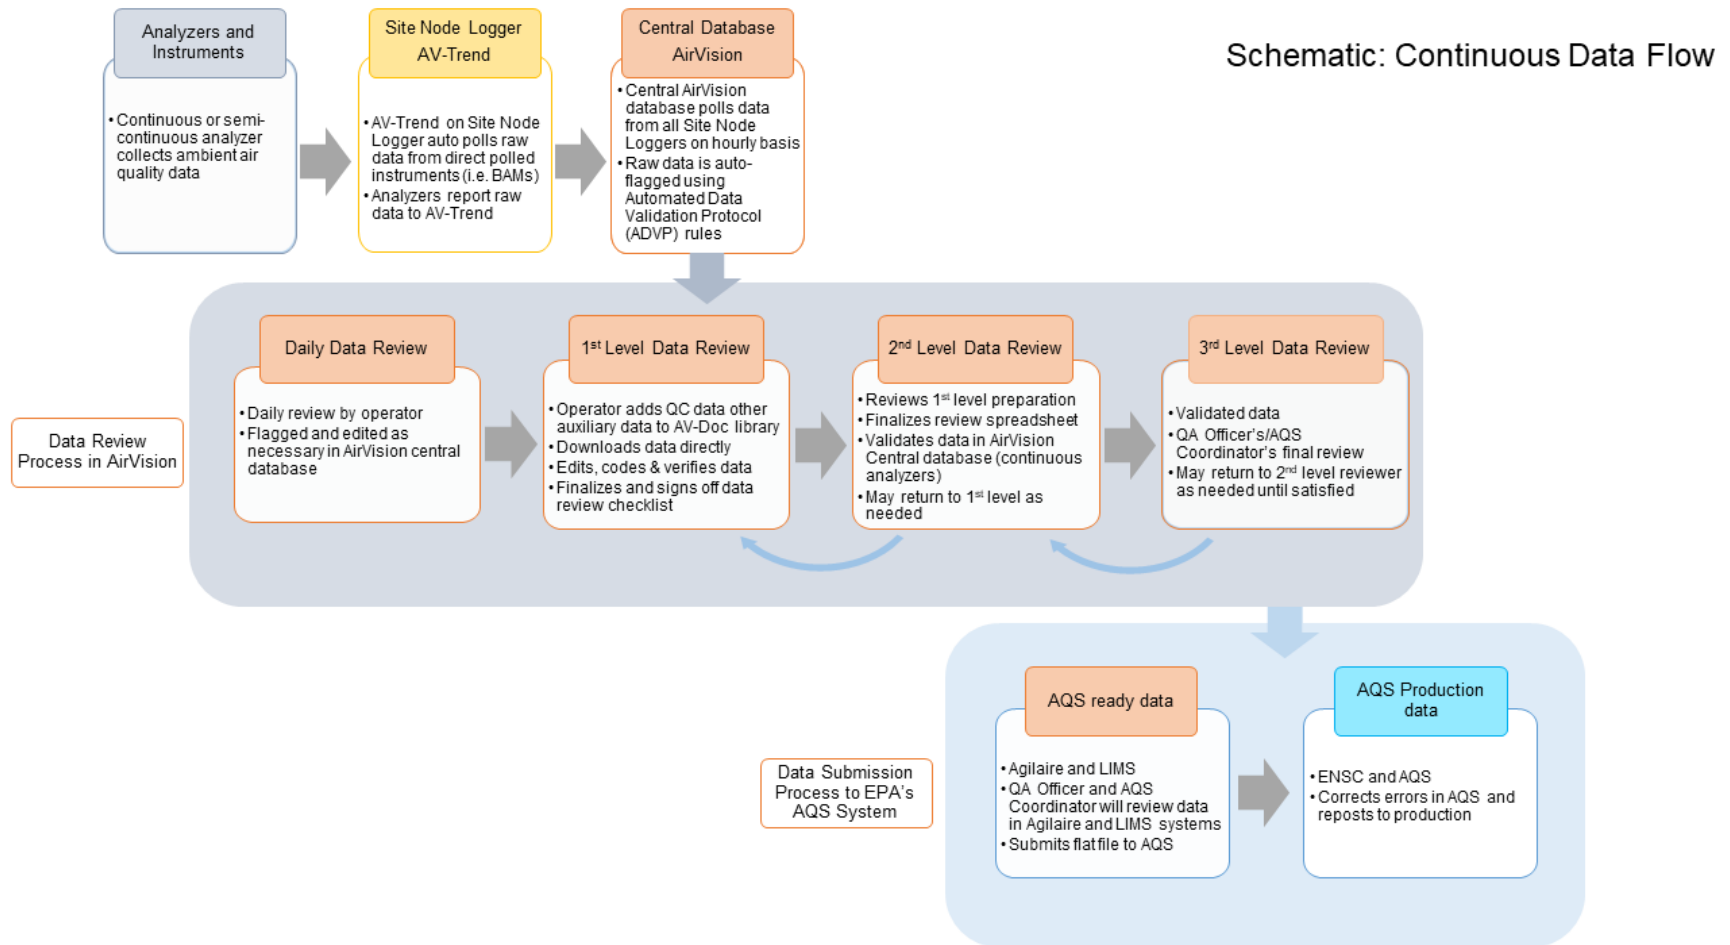 Schematic: Continuous Data Flow
Analyzers and
Instruments
• Continuous or semi-
continuous analyzer
collects ambient air
quality data
Site Node Logger
AV-Trend
• AV-Trend on Site Node
Logger auto polls raw
data from direct polled
instruments (i.e. BAMs)
• Analyzers report raw
data to AV-Trend
Central Database
AirVision
• Central AirVision
database polls data
from all Site Node
Loggers on hourly basis
• Raw data is auto-
flagged using
Automated Data
Validation Protocol
(ADVP) rules
Data Review
Process in AirVision
Daily Data Review
• Daily review by operator
• Flagged and edited as
necessary in AirVision central
database
1st Level Data Review
• Operator adds QC data other
auxiliary data to AV-Doc library
• Downloads data directly
• Edits, codes & verifies data
• Finalizes and signs off data
review checklist
2nd Level Data Review
• Reviews 1st level preparation
• Finalizes review spreadsheet
• Validates data in AirVision
Central database (continuous
analyzers)
• May return to 1st level as
needed
3rd Level Data Review
• Validated data
• QA Officer's/AQS
Coordinator's final review
• May return to 2nd level reviewer
as needed until satisfied
Data Submission
Process to EPA's
AQS System
AQS ready data
• Agilaire and LIMS
• QA Officer and AQS
Coordinator will review data
in Agilaire and LIMS systems
• Submits flat file to AQS
AQS Production
data
• ENSC and AQS
• Corrects errors in AQS and
reposts to production